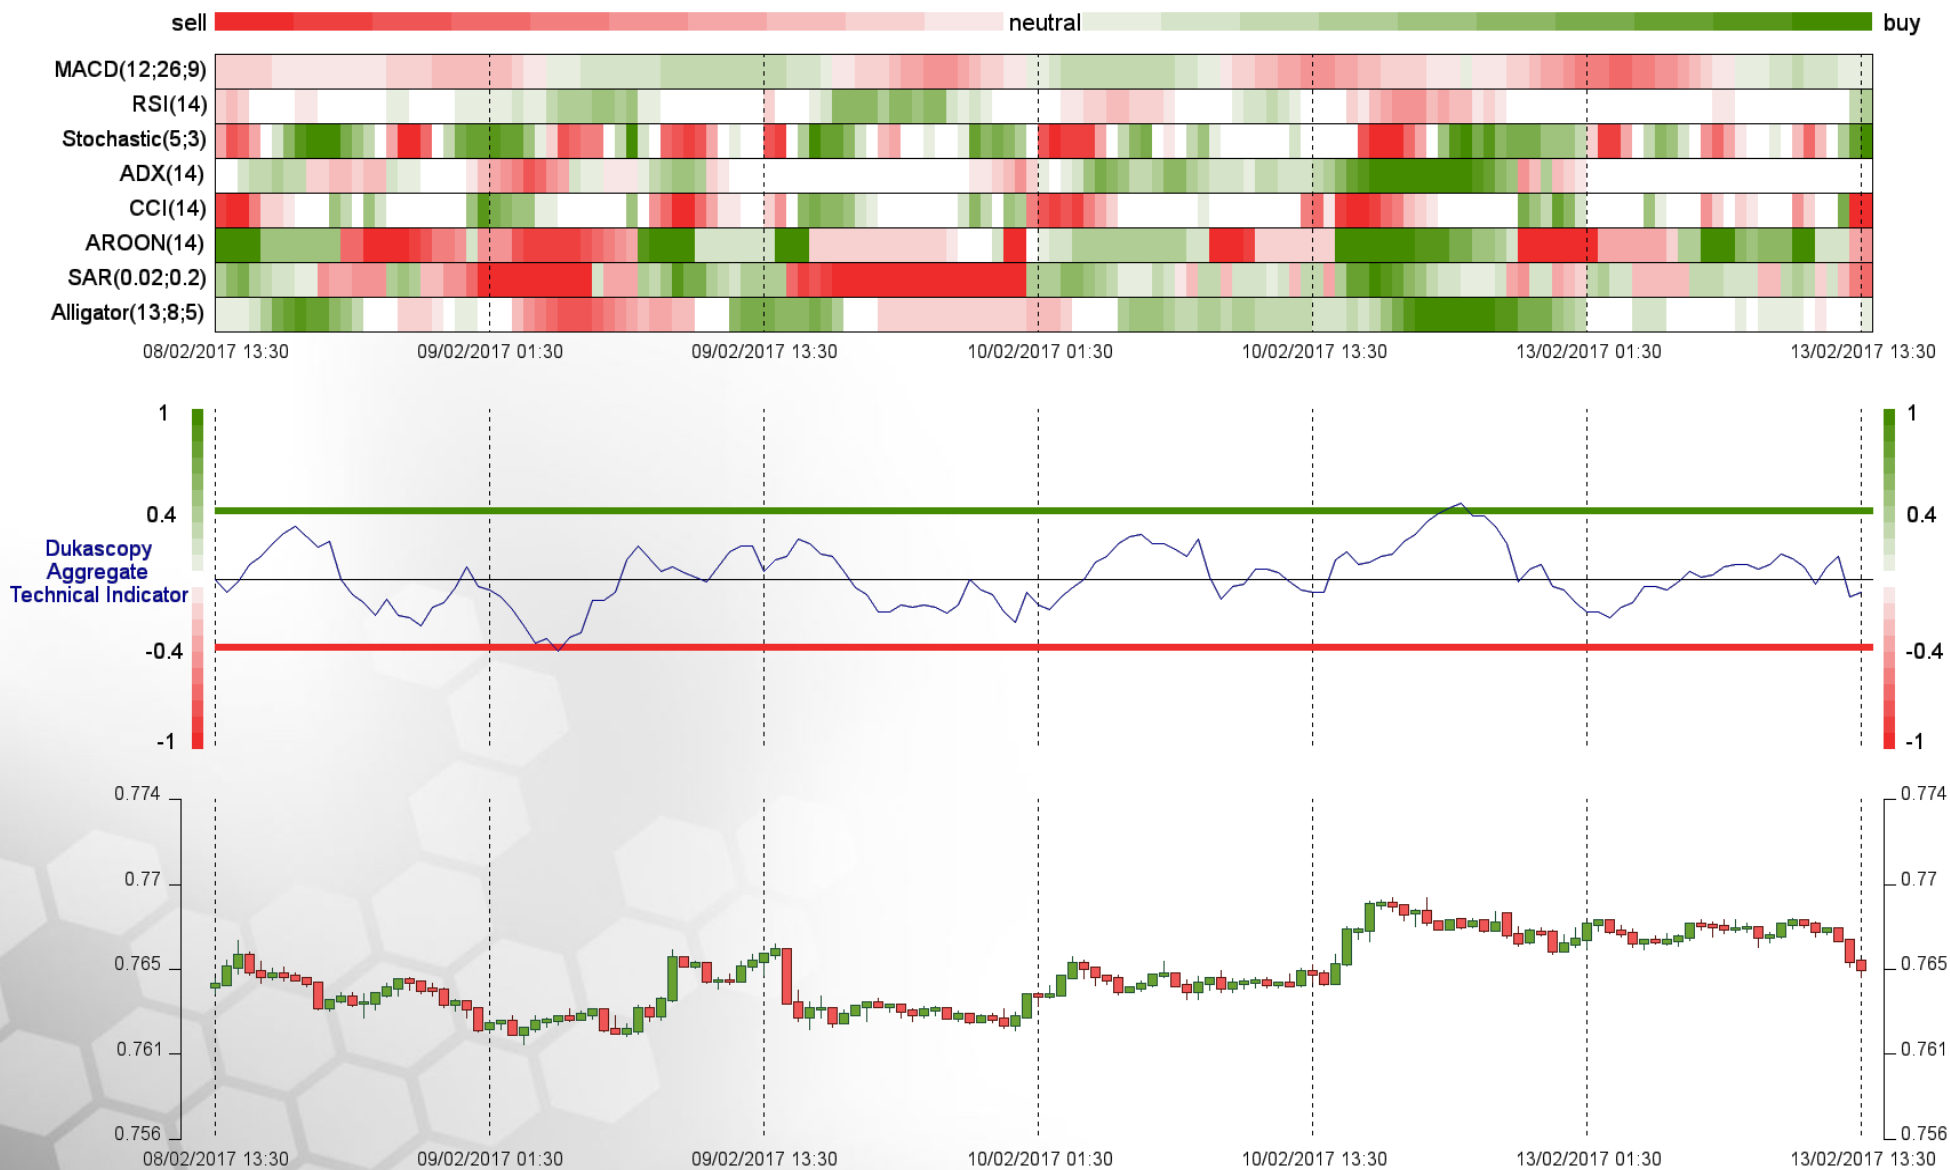 sell neutral buy
MACD(12;26;9)
RSI(14)
Stochastic(5;3)
ADX(14)
CCI(14)
AROON(14)
SAR(0.02;0.2)
Alligator(13;8;5)
08/02/2017 13:30 09/02/2017 01:30 09/02/2017 13:30 10/02/2017 01:30 10/02/2017 13:30 13/02/2017 01:30 13/02/2017 13:30
1 1
0.4 0.4
Dukascopy
Aggregate
Technical Indicator
-0.4 -0.4
-1 -1
0.774 0.774
0.77 0.77
0.765 0.765
0.761 0.761
0.756 0.756
08/02/2017 13:30 09/02/2017 01:30 09/02/2017 13:30 10/02/2017 01:30 10/02/2017 13:30 13/02/2017 01:30 13/02/2017 13:30